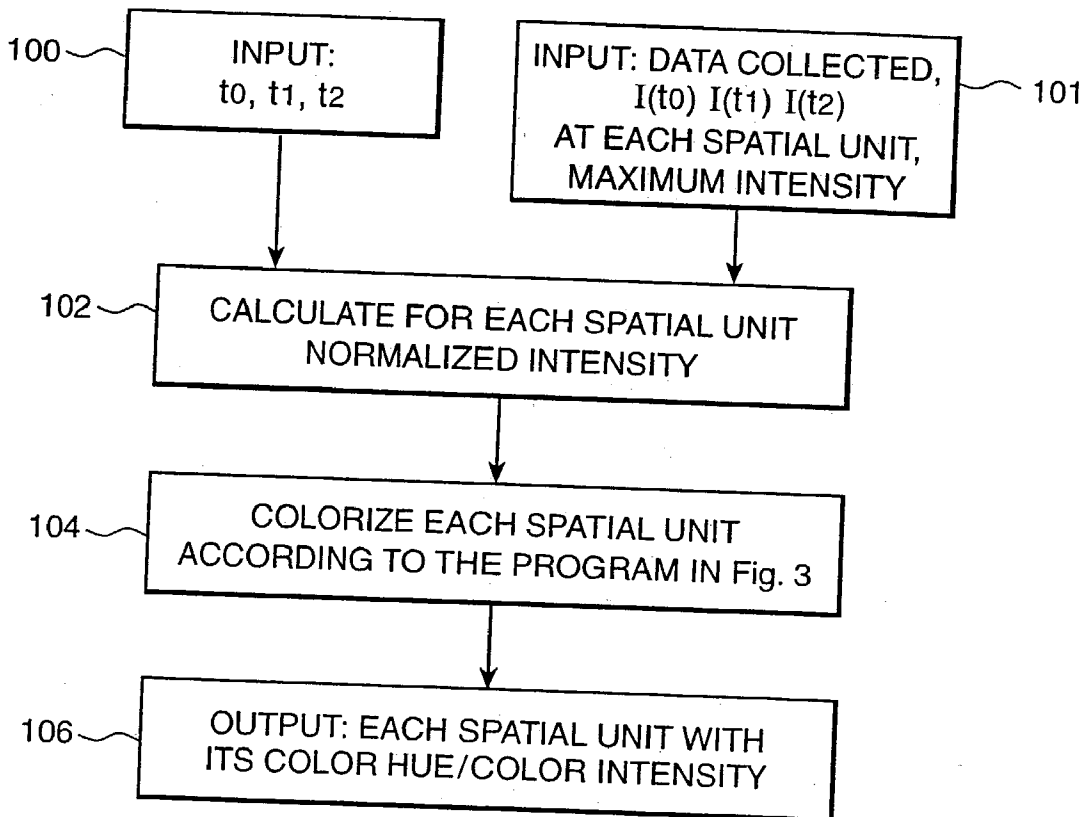 100
INPUT:
t0, t1, t2
INPUT: DATA COLLECTED,
I(t0) I(t1) I(t2)
AT EACH SPATIAL UNIT,
MAXIMUM INTENSITY
101
102
CALCULATE FOR EACH SPATIAL UNIT
NORMALIZED INTENSITY
104
COLORIZE EACH SPATIAL UNIT
ACCORDING TO THE PROGRAM IN Fig. 3
106
OUTPUT: EACH SPATIAL UNIT WITH
ITS COLOR HUE/COLOR INTENSITY